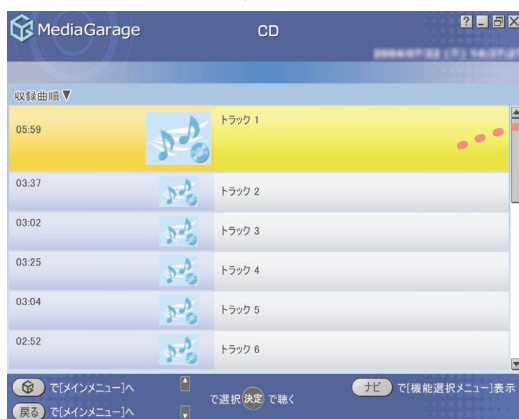 MediaGarage
CD
収録曲順▼
05:59 トラック 1
03:37 トラック 2
03:02 トラック 3
03:25 トラック 4
03:04 トラック 5
02:52 トラック 6
で[メインメニュー]へ
で選択 決定 で聴く
ナビ で[機能選択メニュー]表示
戻る で[メインメニュー]へ